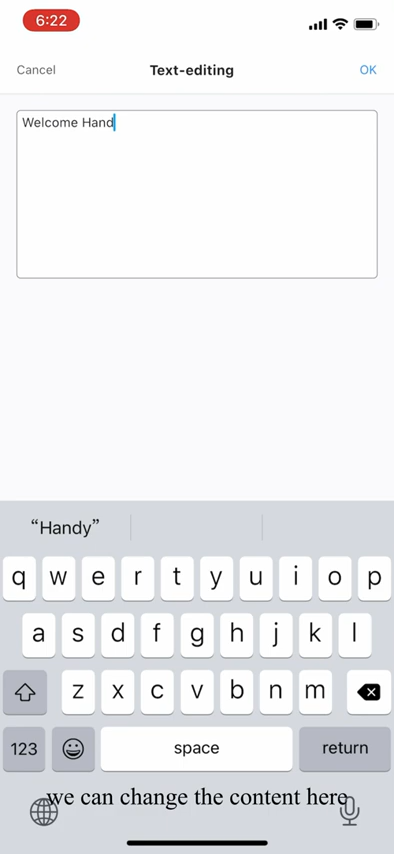 6:22
Cancel Text-editing OK
Welcome Hand
“Handy”
q w e r t y u i o p
a s d f g h j k l
z x c v b n m
123 space return
we can change the content here